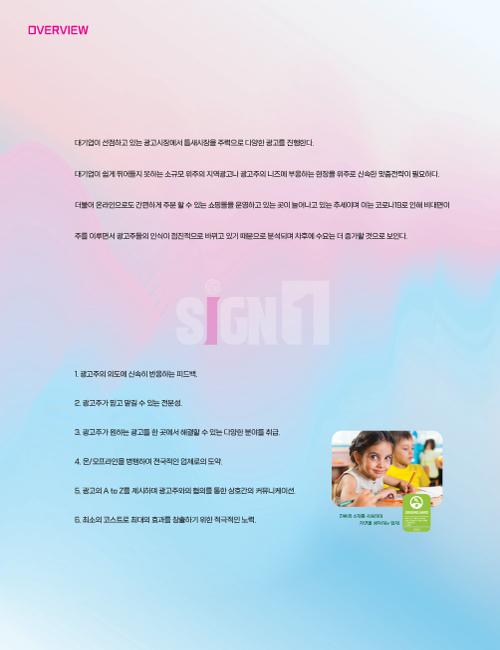 OVERVIEW
대기업이 선점하고 있는 광고시장에서 틈새시장을 주력으로 다양한 광고를 진행한다.
대기업이 쉽게 뛰어들지 못하는 소규모 위주의 지역광고나 광고주의 니즈에 부응하는 현장을 위주로 신속한 맞춤전략이 필요하다.
더불어 온라인으로도 간편하게 주문 할 수 있는 쇼핑몰을 운영하고 있는 곳이 늘어나고 있는 추세이며 이는 코로나19로 인해 비대면이
주를 이루면서 광고주들의 인식이 점진적으로 바뀌고 있기 때문으로 분석되며 차후에 수요는 더 증가할 것으로 보인다.
SIGN1
1. 광고주의 의도에 신속히 반응하는 피드백.
2. 광고주가 믿고 맡길 수 있는 전문성.
3. 광고주가 원하는 광고를 한 곳에서 해결할 수 있는 다양한 분야를 취급.
4. 온/오프라인을 병행하여 전국적인 업체로의 도약.
5. 광고의 A to Z를 제시하며 광고주와의 협의를 통한 상호간의 커뮤니케이션.
6. 최소의 코스트로 최대의 효과를 창출하기 위한 적극적인 노력.